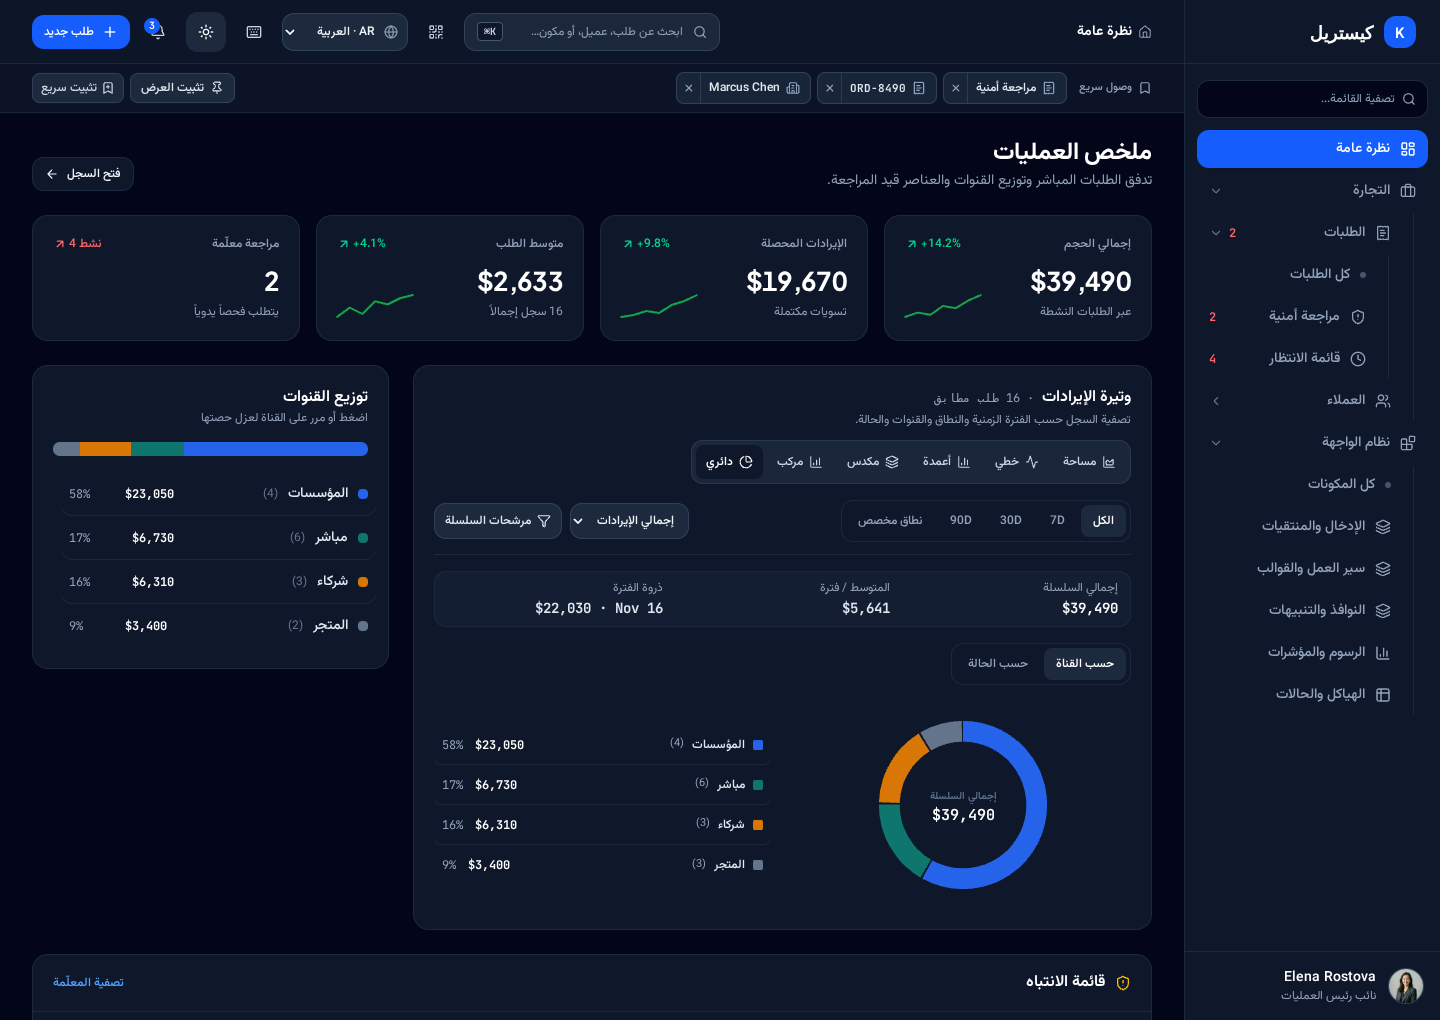 K
كيستريل
نظرة عامة
ابحث عن طلب، عميل، أو مكون...
⌘K
AR · العربية
3
طلب جديد
وصول سريع
مراجعة أمنية ×
ORD-8490 ×
Marcus Chen ×
تثبيت العرض
تثبيت سريع
تصفية القائمة...
نظرة عامة
التجارة
الطلبات 2
كل الطلبات
مراجعة أمنية 2
قائمة الانتظار 4
العملاء
نظام الواجهة
كل المكونات
الإدخال والمنتقيات
سير العمل والقوالب
النوافذ والتنبيهات
الرسوم والمؤشرات
الهياكل والحالات
Elena Rostova
نائب رئيس العمليات
ملخص العمليات
تدفق الطلبات المباشر وتوزيع القنوات والعناصر قيد المراجعة.
فتح السجل
إجمالي الحجم
+14.2%
$39,490
عبر الطلبات النشطة
الإيرادات المحصلة
+9.8%
$19,670
تسويات مكتملة
متوسط الطلب
+4.1%
$2,633
16 سجل إجمالاً
مراجعة معلّمة
4 نشط
2
يتطلب فحصاً يدوياً
وتيرة الإيرادات · 16 طلب مطابق
تصفية السجل حسب الفترة الزمنية والنطاق والقنوات والحالة.
مساحة
خطي
أعمدة
مكدس
مركب
دائري
الكل
7D
30D
90D
نطاق مخصص
إجمالي الإيرادات
مرشحات السلسلة
إجمالي السلسلة
$39,490
المتوسط / فترة
$5,641
ذروة الفترة
$22,030 · Nov 16
حسب القناة
حسب الحالة
إجمالي السلسلة
$39,490
المؤسسات (4) $23,050 58%
مباشر (6) $6,730 17%
شركاء (3) $6,310 16%
المتجر (3) $3,400 9%
توزيع القنوات
اضغط أو مرر على القناة لعزل حصتها
المؤسسات (4) $23,050 58%
مباشر (6) $6,730 17%
شركاء (3) $6,310 16%
المتجر (2) $3,400 9%
قائمة الانتباه
تصفية المعلّمة